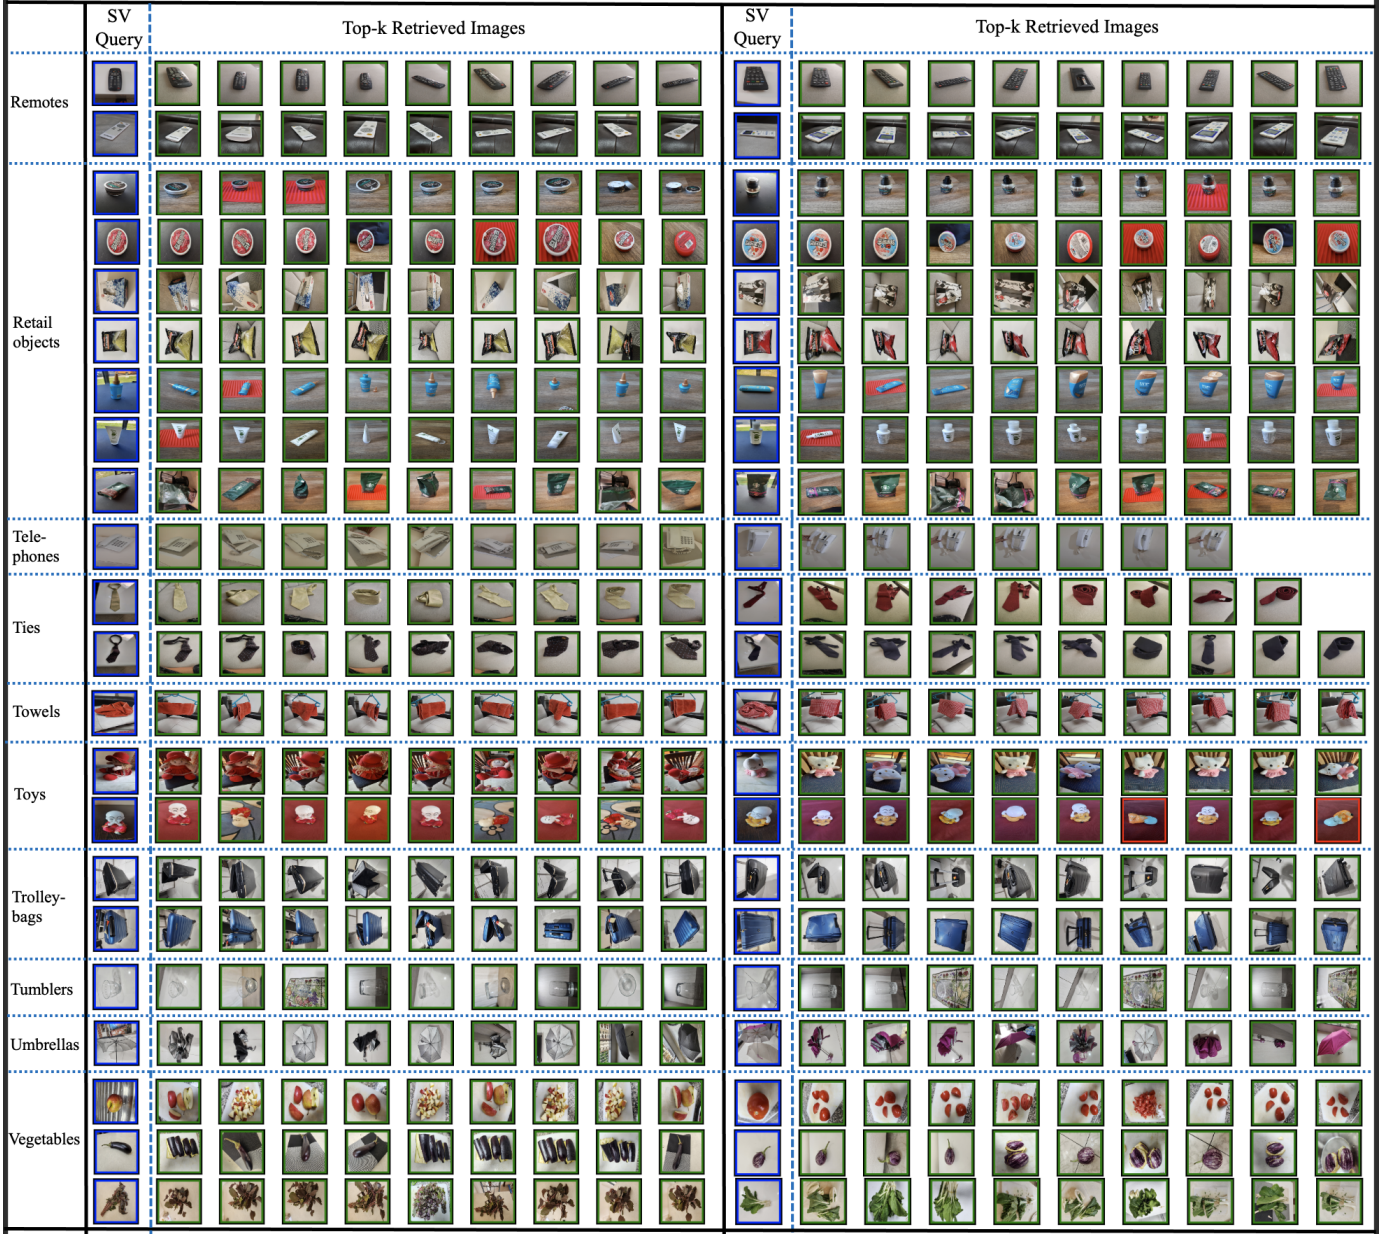 SV
Query
Top-k Retrieved Images
SV
Query
Top-k Retrieved Images
Remotes
Retail
objects
Tele-
phones
Ties
Towels
Toys
Trolley-
bags
Tumblers
Umbrellas
Vegetables